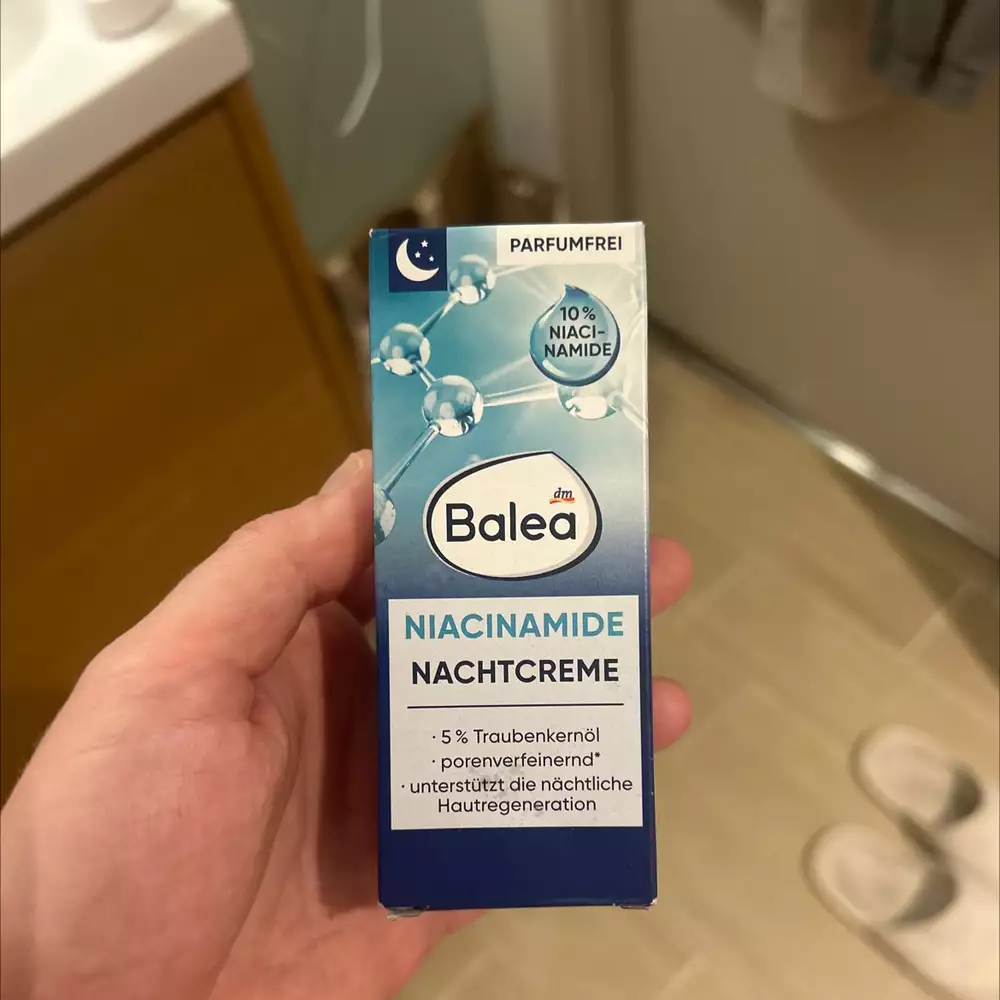 PARFUMFREI
10%
NIACI-
NAMIDE
dm
Balea
NIACINAMIDE
NACHTCREME
· 5% Traubenkernöl
· porenverfeinernd*
· unterstützt die nächtliche
Hautregeneration